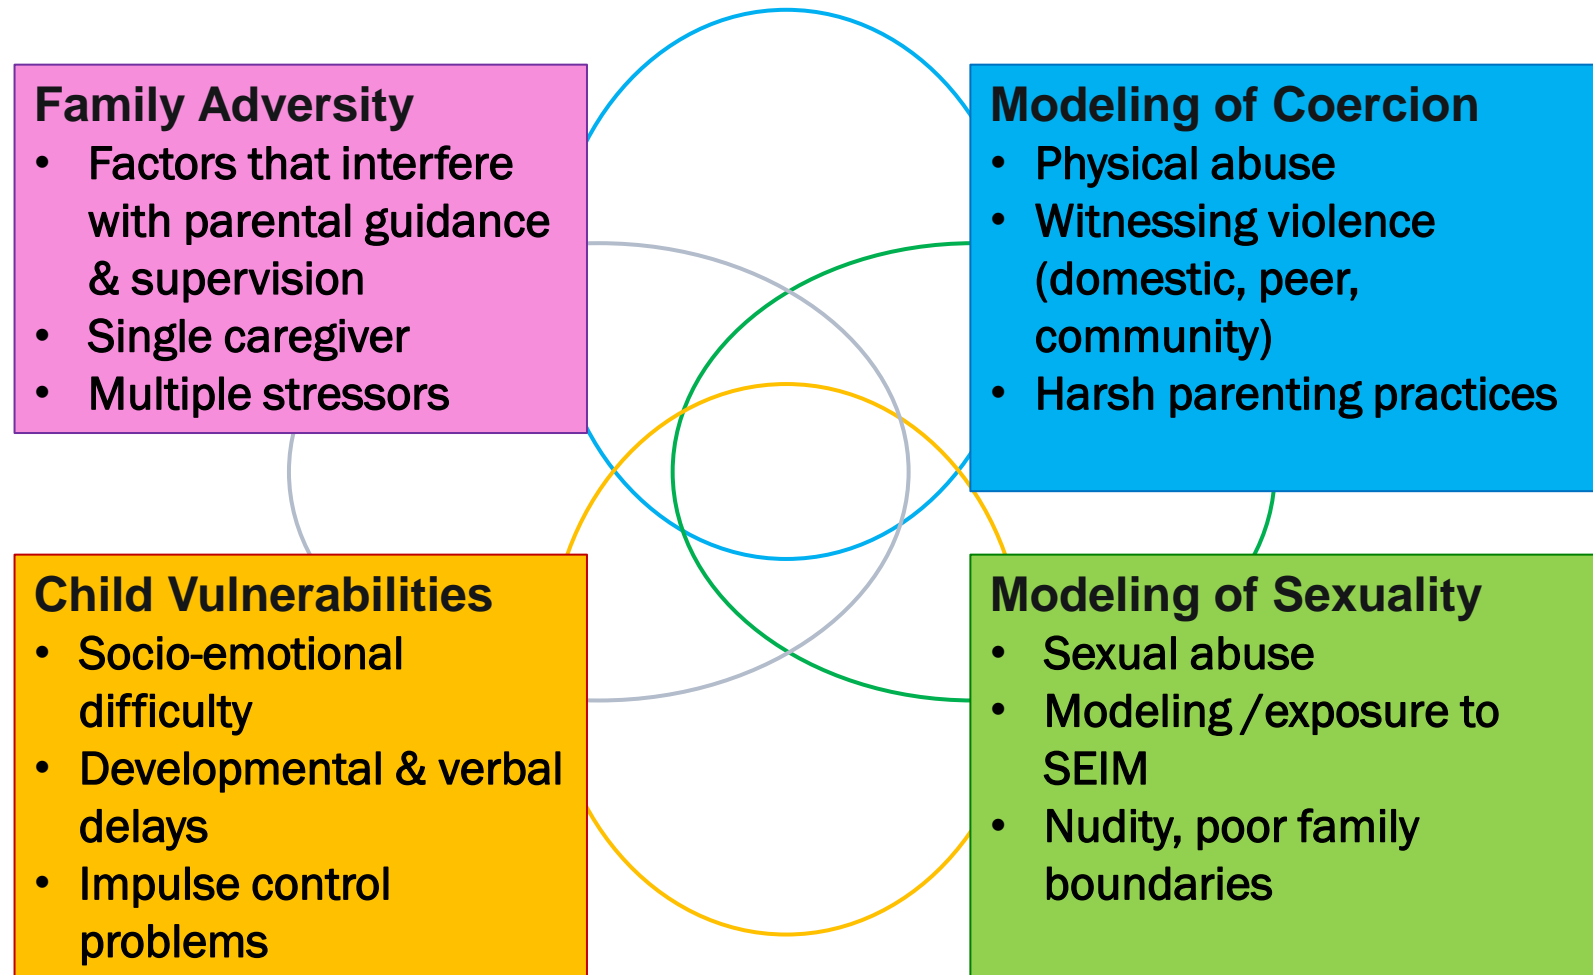 Family Adversity
• Factors that interfere
with parental guidance
& supervision
• Single caregiver
• Multiple stressors
Modeling of Coercion
• Physical abuse
• Witnessing violence
(domestic, peer,
community)
• Harsh parenting practices
Child Vulnerabilities
• Socio-emotional
difficulty
• Developmental & verbal
delays
• Impulse control
problems
Modeling of Sexuality
• Sexual abuse
• Modeling /exposure to
SEIM
• Nudity, poor family
boundaries